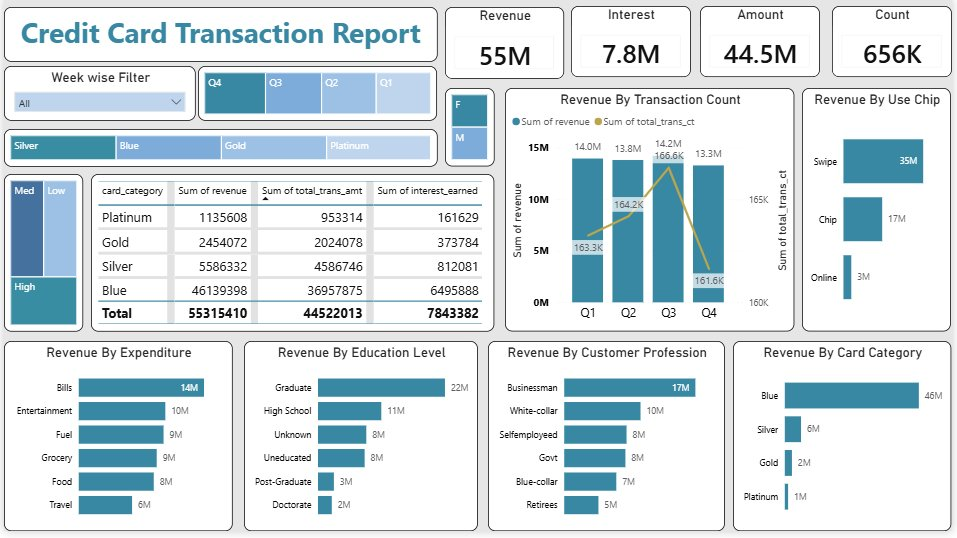 Credit Card Transaction Report
Revenue
55M
Interest
7.8M
Amount
44.5M
Count
656K
Week wise Filter
All
Q4 Q3 Q2 Q1
Silver Blue Gold Platinum
F
M
Med Low
High
card_category Sum of revenue Sum of total_trans_amt Sum of interest_earned
Platinum 1135608 953314 161629
Gold 2454072 2024078 373784
Silver 5586332 4586746 812081
Blue 46139398 36957875 6495888
Total 55315410 44522013 7843382
Revenue By Transaction Count
Sum of revenue Sum of total_trans_ct
Sum of revenue
15M
10M
5M
0M
14.0M 13.8M 14.2M 13.3M
163.3K 164.2K 166.6K 161.6K
Q1 Q2 Q3 Q4
165K
160K
Sum of total_trans_ct
Revenue By Use Chip
Swipe 35M
Chip 17M
Online 3M
Revenue By Expenditure
Bills 14M
Entertainment 10M
Fuel 9M
Grocery 9M
Food 8M
Travel 6M
Revenue By Education Level
Graduate 22M
High School 11M
Unknown 8M
Uneducated 8M
Post-Graduate 3M
Doctorate 2M
Revenue By Customer Profession
Businessman 17M
White-collar 10M
Selfemployeed 8M
Govt 8M
Blue-collar 7M
Retirees 5M
Revenue By Card Category
Blue 46M
Silver 6M
Gold 2M
Platinum 1M